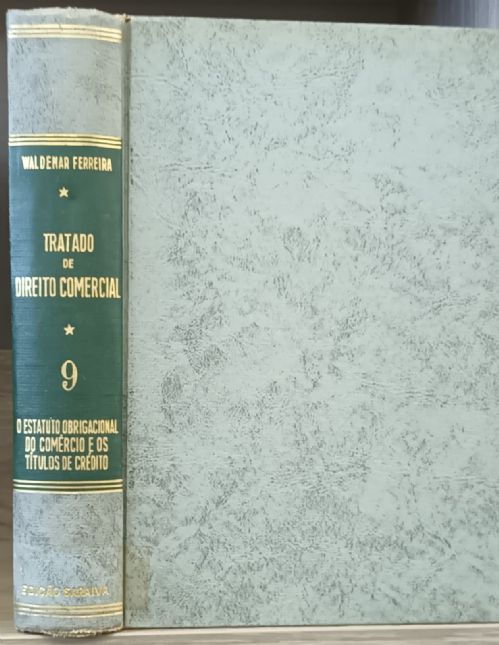 WALDEMAR FERREIRA
TRATADO
DE
DIREITO COMERCIAL
9
O ESTATUTO OBRIGACIONAL
DO COMÉRCIO E OS
TÍTULOS DE CRÉDITO
EDIÇÃO SARAIVA